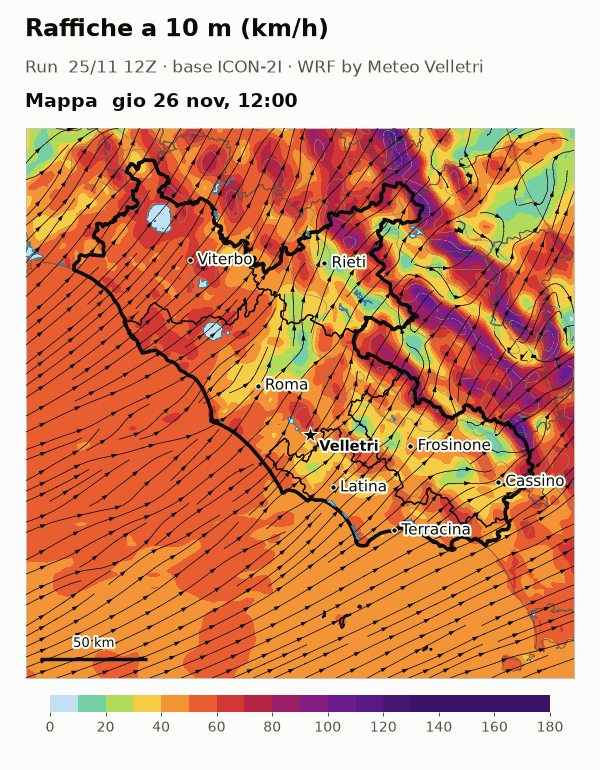 Raffiche a 10 m (km/h)
Run  25/11 12Z · base ICON-2I · WRF by Meteo Velletri
Mappa  gio 26 nov, 12:00
Viterbo
Rieti
Roma
Velletri
Frosinone
Latina
Cassino
Terracina
50 km
0 20 40 60 80 100 120 140 160 180